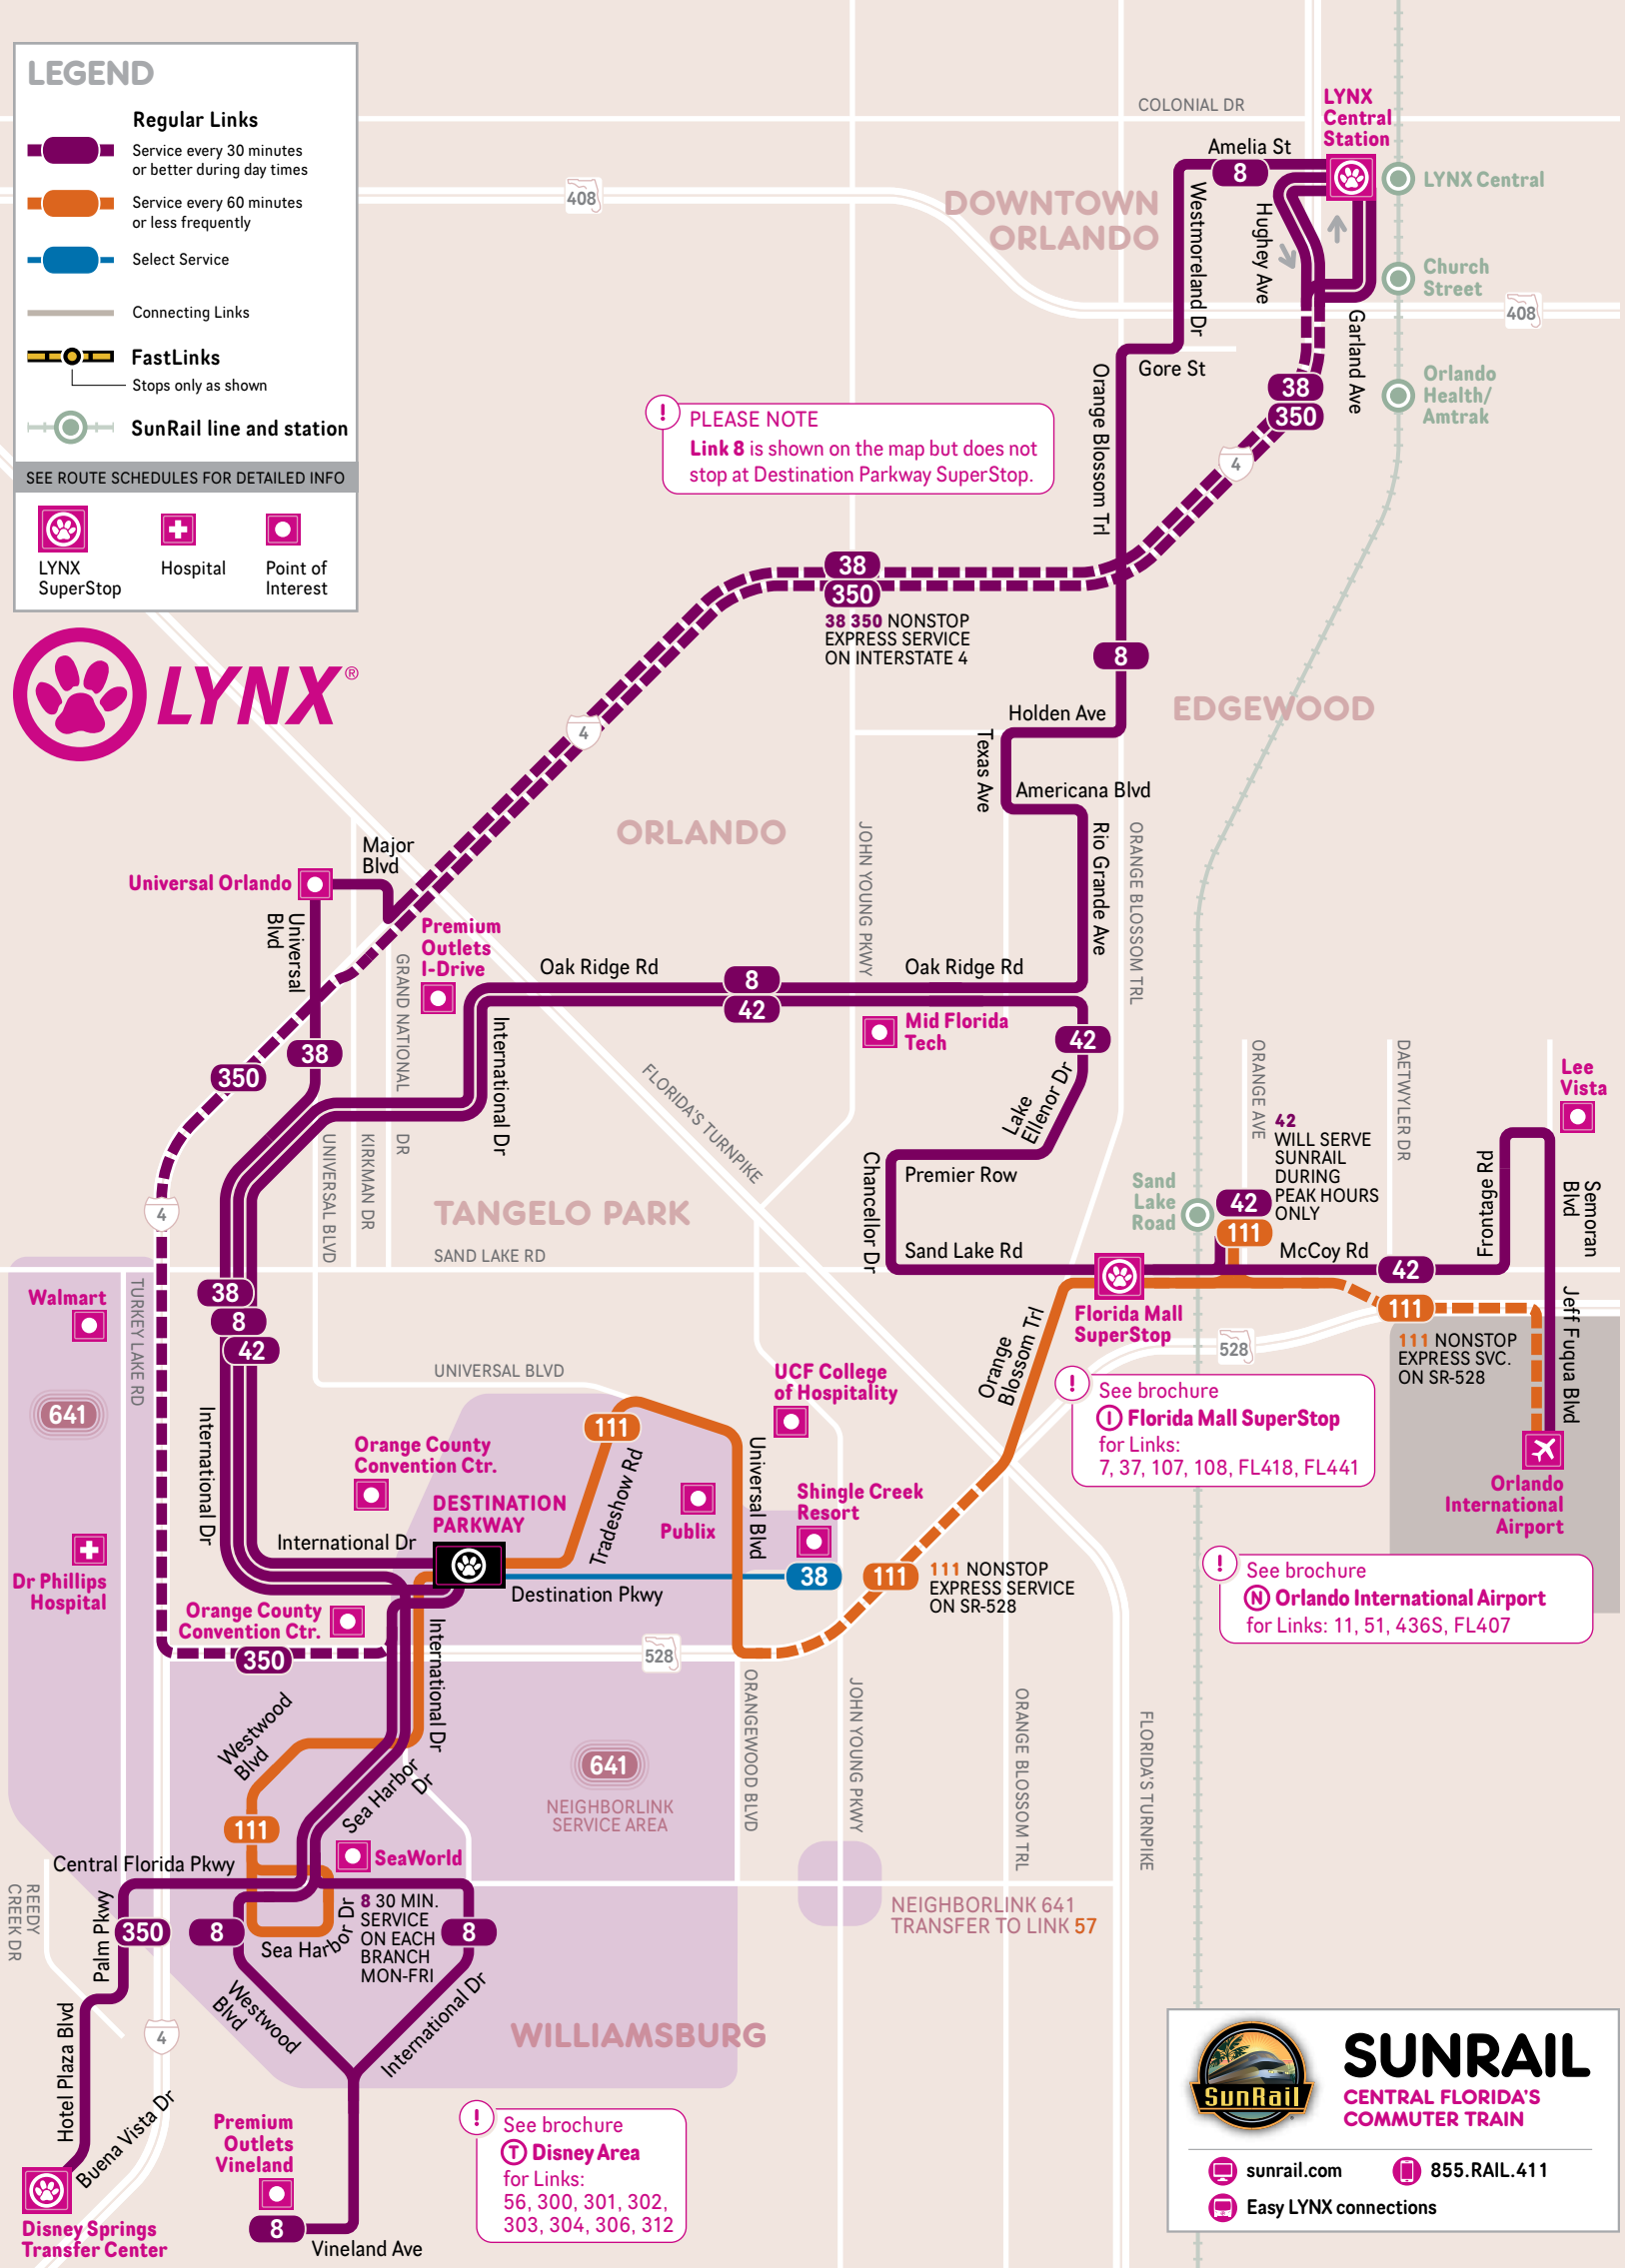 LEGEND
Regular Links
Service every 30 minutes
or better during day times
Service every 60 minutes
or less frequently
Select Service
Connecting Links
FastLinks
Stops only as shown
SunRail line and station
SEE ROUTE SCHEDULES FOR DETAILED INFO
LYNX
SuperStop
Hospital
Point of
Interest
LYNX®
COLONIAL DR
LYNX
Central
Station
Amelia St
8
LYNX Central
408
DOWNTOWN
ORLANDO
Westmoreland Dr
Hughey Ave
Church
Street
408
Garland Ave
Gore St
Orange Blossom Trl
38
350
Orlando
Health/
Amtrak
4
!
PLEASE NOTE
Link 8 is shown on the map but does not
stop at Destination Parkway SuperStop.
38
350
38 350 NONSTOP
EXPRESS SERVICE
ON INTERSTATE 4
8
EDGEWOOD
Holden Ave
4
Texas Ave
Americana Blvd
ORLANDO
JOHN YOUNG PKWY
Rio Grande Ave
ORANGE BLOSSOM TRL
Major
Blvd
Universal Orlando
Universal
Blvd
Premium
Outlets
I-Drive
GRAND NATIONAL
DR
Oak Ridge Rd
8
42
Oak Ridge Rd
Mid Florida
Tech
42
International Dr
38
350
FLORIDA'S TURNPIKE
Lake
Ellenor Dr
Premier Row
Chancellor Dr
Sand Lake Rd
UNIVERSAL BLVD
KIRKMAN DR
4
TANGELO PARK
SAND LAKE RD
ORANGE AVE
DAETWYLER DR
Lee
Vista
42
WILL SERVE
SUNRAIL
DURING
PEAK HOURS
ONLY
Sand
Lake
Road
42
111
McCoy Rd
Frontage Rd
Semoran
Blvd
42
111
Jeff Fuqua Blvd
111 NONSTOP
EXPRESS SVC.
ON SR-528
Florida Mall
SuperStop
528
Orange
Blossom Trl
!
See brochure
I Florida Mall SuperStop
for Links:
7, 37, 107, 108, FL418, FL441
Orlando
International
Airport
!
See brochure
N Orlando International Airport
for Links: 11, 51, 436S, FL407
Walmart
TURKEY LAKE RD
38
8
42
641
International Dr
UNIVERSAL BLVD
UCF College
of Hospitality
111
Tradeshow Rd
Universal Blvd
Orange County
Convention Ctr.
DESTINATION
PARKWAY
Publix
Shingle Creek
Resort
International Dr
Destination Pkwy
38
111
111 NONSTOP
EXPRESS SERVICE
ON SR-528
Dr Phillips
Hospital
Orange County
Convention Ctr.
350
528
International Dr
Westwood
Blvd
Sea Harbor
Dr
641
NEIGHBORLINK
SERVICE AREA
ORANGEWOOD BLVD
JOHN YOUNG PKWY
ORANGE BLOSSOM TRL
FLORIDA'S TURNPIKE
111
SeaWorld
Central Florida Pkwy
REEDY
CREEK DR
Palm Pkwy
350
8
Sea Harbor Dr
8 30 MIN.
SERVICE
ON EACH
BRANCH
MON-FRI
8
NEIGHBORLINK 641
TRANSFER TO LINK 57
Westwood
Blvd
International Dr
WILLIAMSBURG
Hotel Plaza Blvd
4
Buena Vista Dr
Disney Springs
Transfer Center
Premium
Outlets
Vineland
8
Vineland Ave
!
See brochure
T Disney Area
for Links:
56, 300, 301, 302,
303, 304, 306, 312
SunRail
SUNRAIL
CENTRAL FLORIDA'S
COMMUTER TRAIN
sunrail.com
855.RAIL.411
Easy LYNX connections